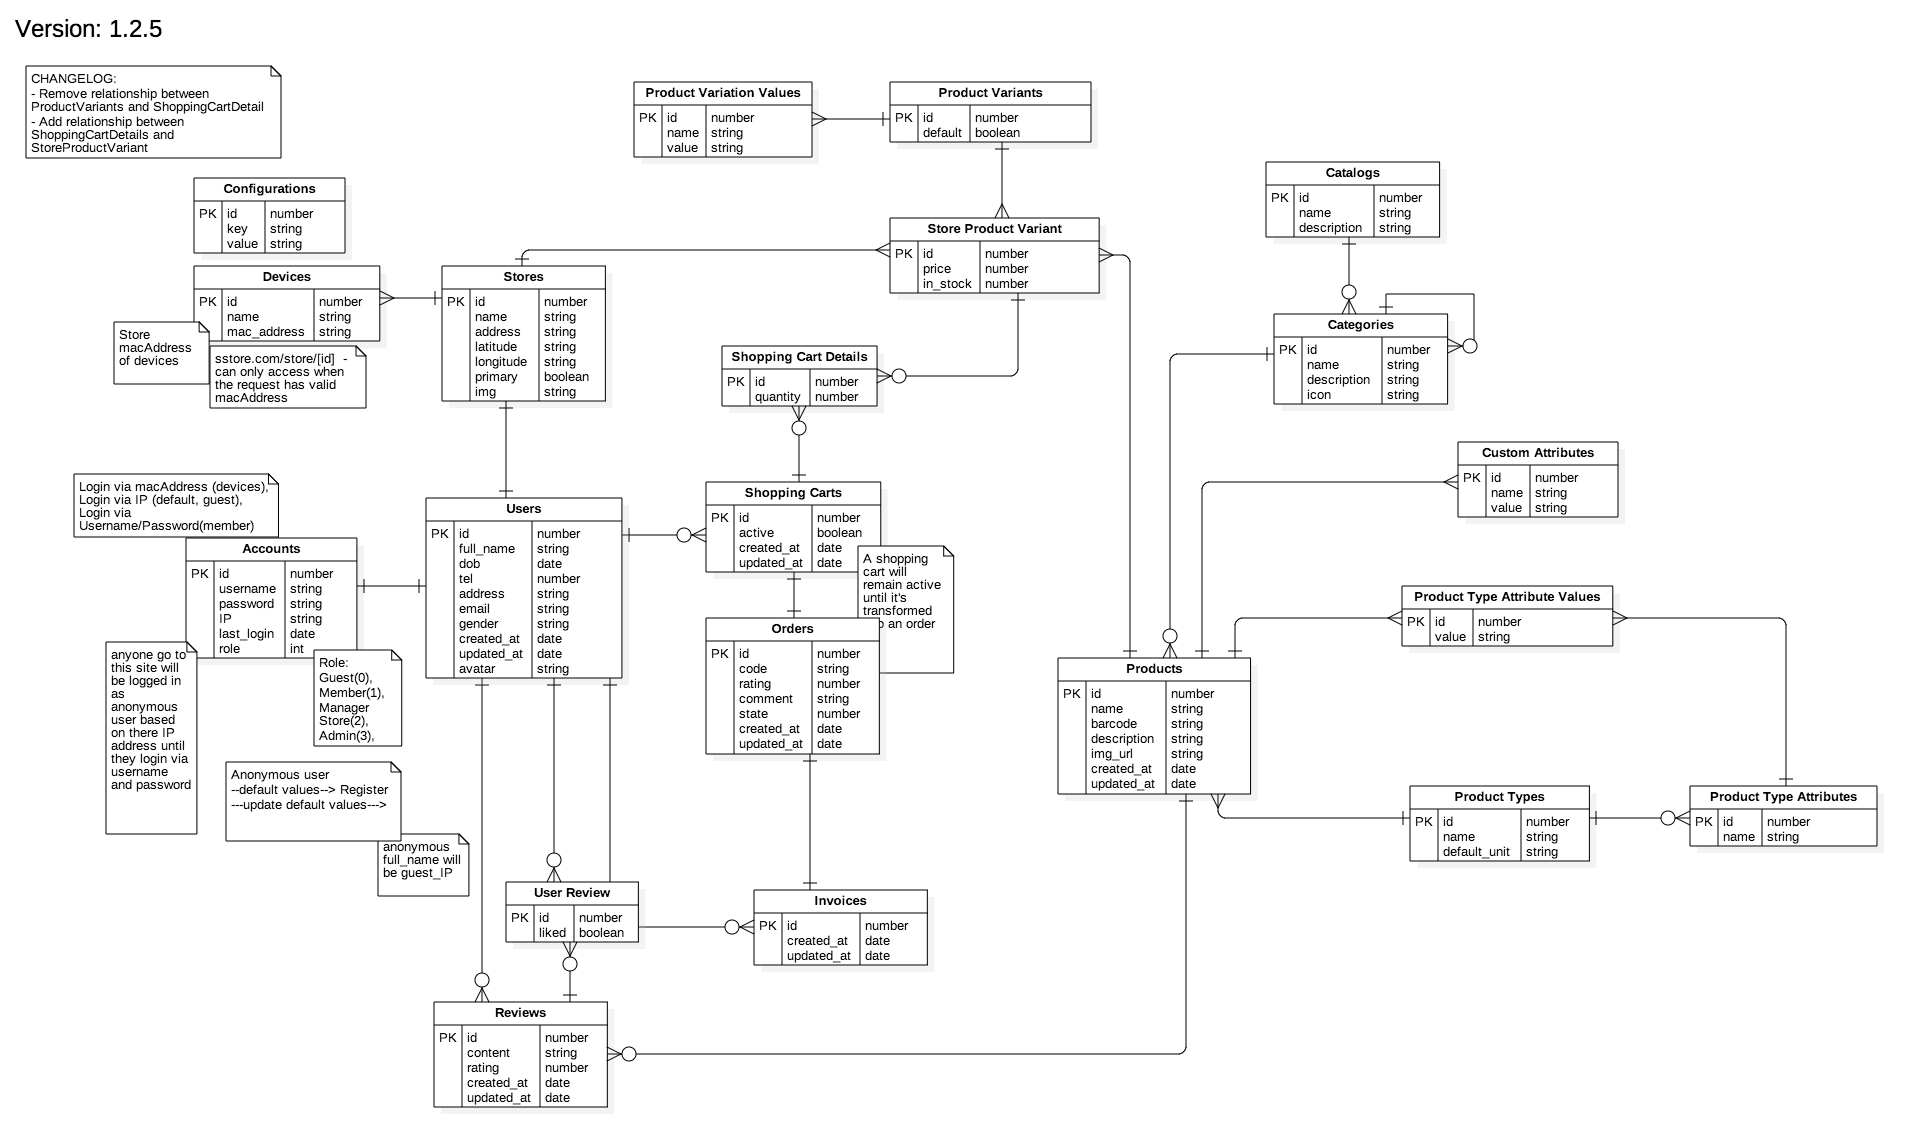 Version: 1.2.5
CHANGELOG:
- Remove relationship between
ProductVariants and ShoppingCartDetail
- Add relationship between
ShoppingCartDetails and
StoreProductVariant
Product Variation Values
PK id number
name string
value string
Product Variants
PK id number
default boolean
Catalogs
PK id number
name string
description string
Configurations
PK id number
key string
value string
Store Product Variant
PK id number
price number
in_stock number
Devices
PK id number
name string
mac_address string
Store
macAddress
of devices
sstore.com/store/[id] -
can only access when
the request has valid
macAddress
Stores
PK id number
name string
address string
latitude string
longitude string
primary boolean
img string
Shopping Cart Details
PK id number
quantity number
Categories
PK id number
name string
description string
icon string
Custom Attributes
PK id number
name string
value string
Login via macAddress (devices),
Login via IP (default, guest),
Login via
Username/Password(member)
Accounts
PK id number
username string
password string
IP string
last_login date
role int
Users
PK id number
full_name string
dob date
tel number
address string
email string
gender string
created_at date
updated_at date
avatar string
Shopping Carts
PK id number
active boolean
created_at date
updated_at date
A shopping
cart will
remain active
until it's
transformed
o an order
Orders
PK id number
code string
rating number
comment string
state number
created_at date
updated_at date
Product Type Attribute Values
PK id number
value string
anyone go to
this site will
be logged in
as
anonymous
user based
on there IP
address until
they login via
username
and password
Role:
Guest(0),
Member(1),
Manager
Store(2),
Admin(3),
Products
PK id number
name string
barcode string
description string
img_url string
created_at date
updated_at date
Anonymous user
--default values--> Register
---update default values--->
anonymous
full_name will
be guest_IP
Product Types
PK id number
name string
default_unit string
Product Type Attributes
PK id number
name string
User Review
PK id number
liked boolean
Invoices
PK id number
created_at date
updated_at date
Reviews
PK id number
content string
rating number
created_at date
updated_at date